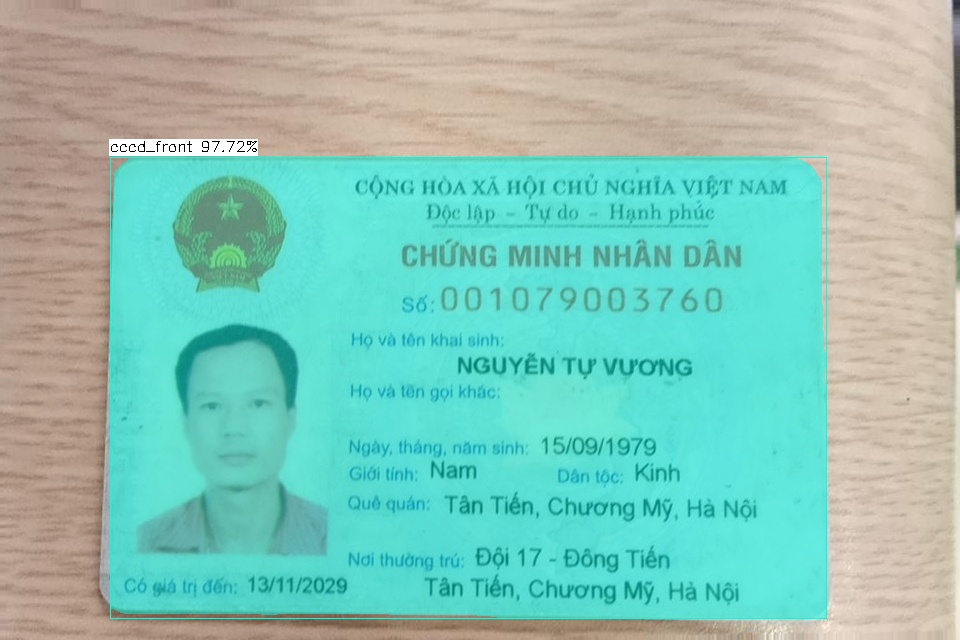 cccd_front 97.72%
CỘNG HÒA XÃ HỘI CHỦ NGHĨA VIỆT NAM
Độc lập - Tự do - Hạnh phúc
CHỨNG MINH NHÂN DÂN
Số: 001079003760
Họ và tên khai sinh:
NGUYỄN TỰ VƯƠNG
Họ và tên gọi khác:
Ngày, tháng, năm sinh: 15/09/1979
Giới tính: Nam Dân tộc: Kinh
Quê quán: Tân Tiến, Chương Mỹ, Hà Nội
Nơi thường trú: Đội 17 - Đông Tiến
Tân Tiến, Chương Mỹ, Hà Nội
Có giá trị đến: 13/11/2029